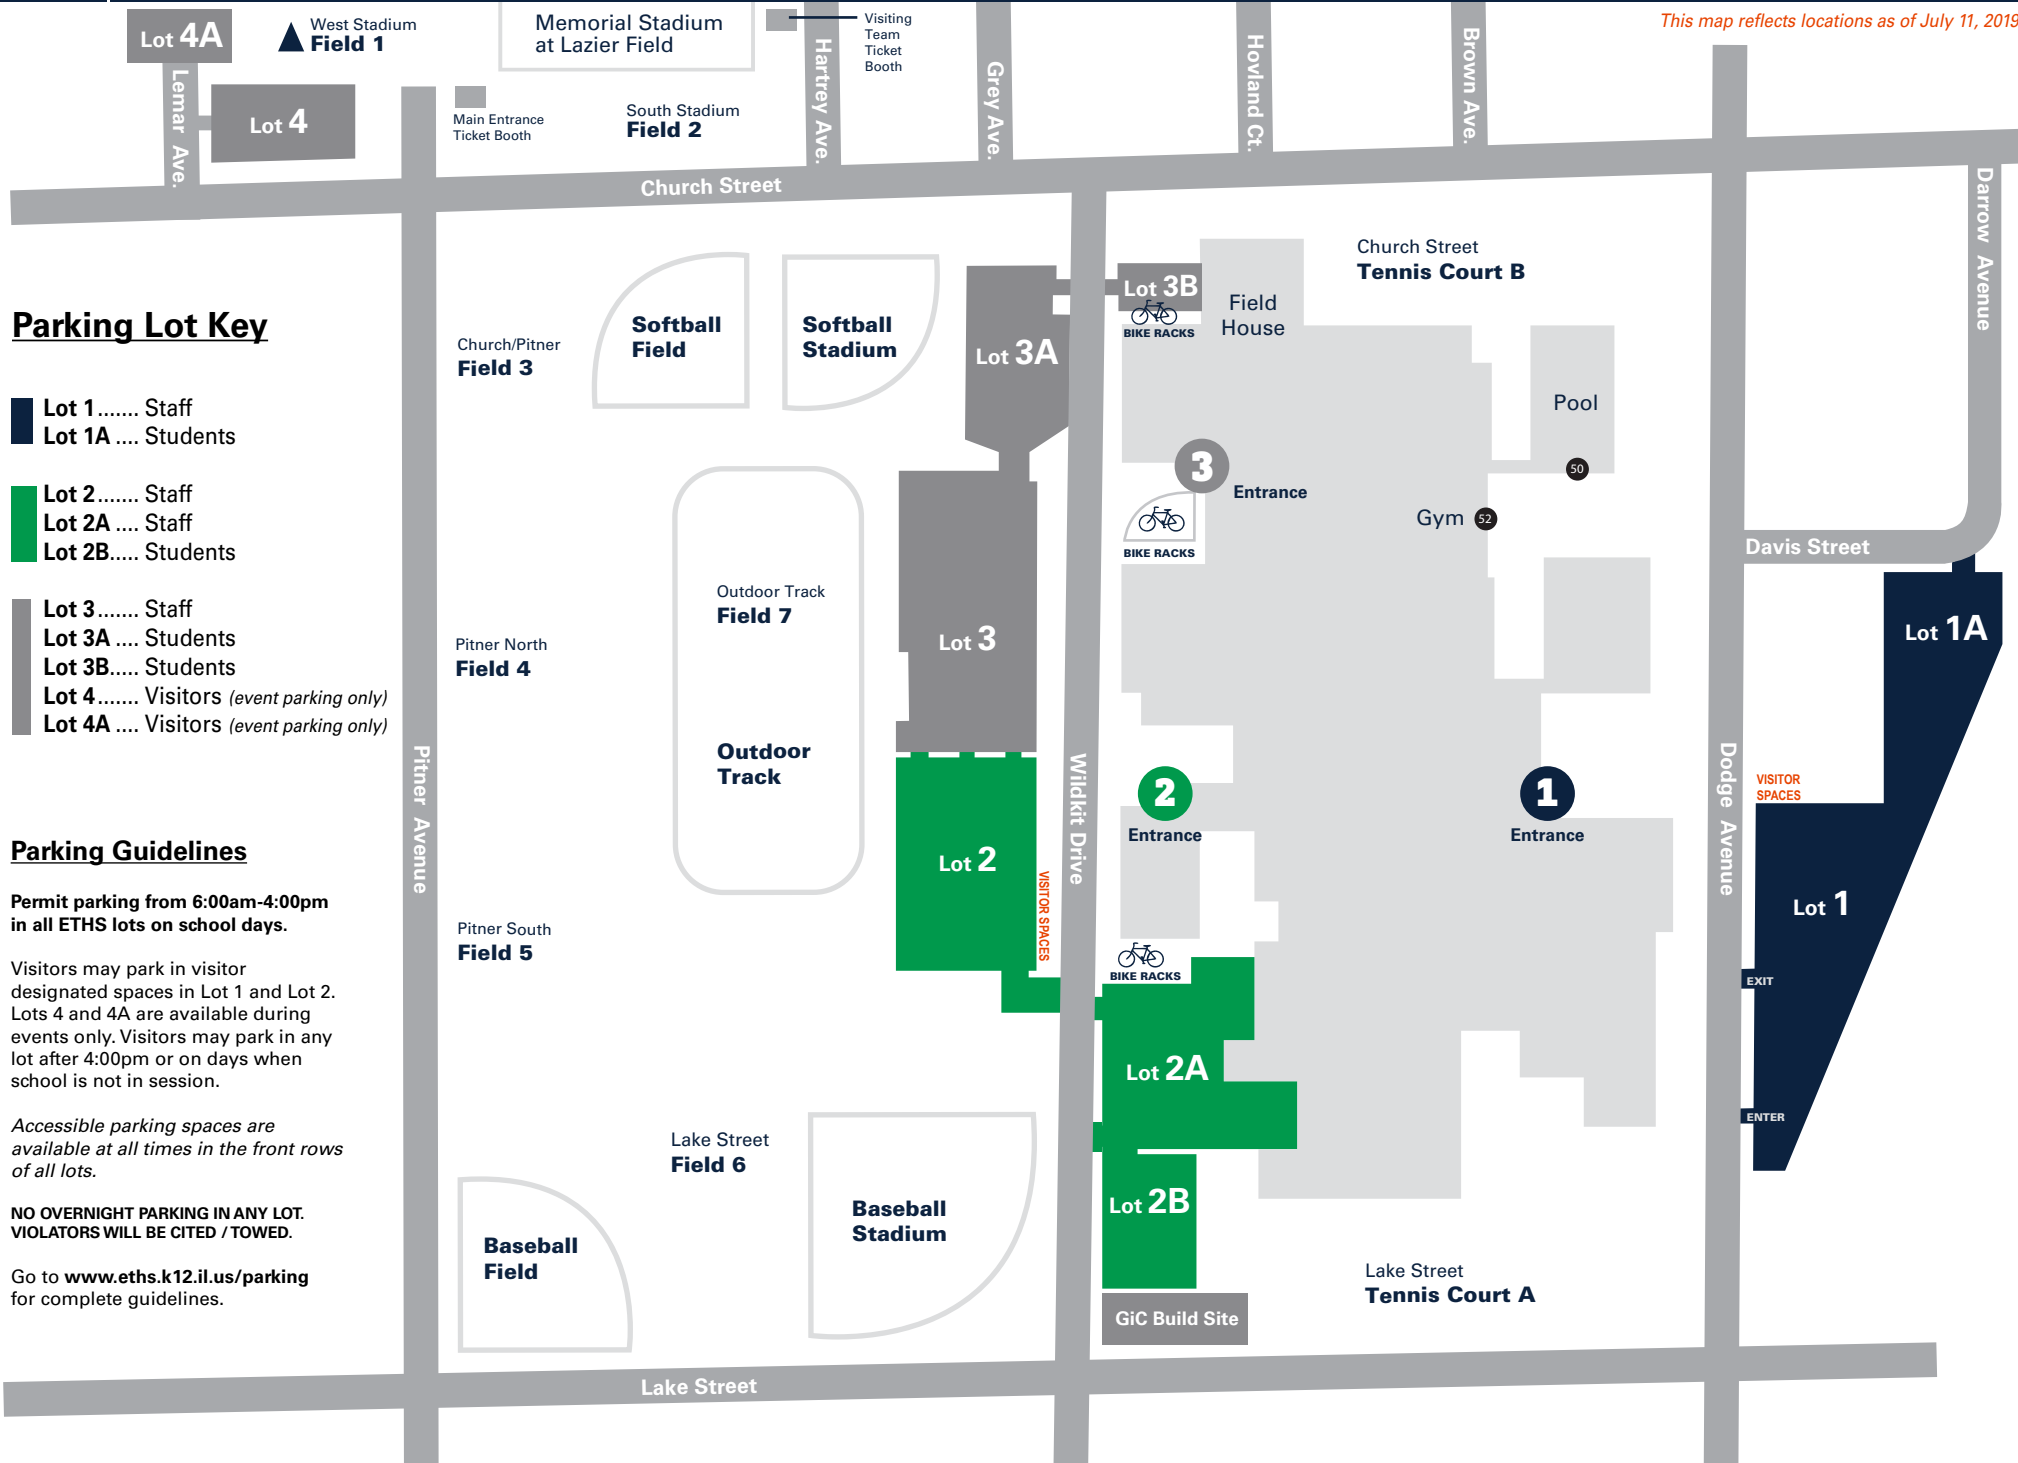 This map reflects locations as of July 11, 2019
Lot 4A
West Stadium
Field 1
Memorial Stadium
at Lazier Field
Visiting
Team
Ticket
Booth
Lemar Ave.
Lot 4
Main Entrance
Ticket Booth
South Stadium
Field 2
Hartrey Ave.
Grey Ave.
Hovland Ct.
Brown Ave.
Church Street
Darrow Avenue
Parking Lot Key
Lot 1....... Staff
Lot 1A .... Students
Lot 2....... Staff
Lot 2A .... Staff
Lot 2B..... Students
Lot 3....... Staff
Lot 3A .... Students
Lot 3B..... Students
Lot 4....... Visitors (event parking only)
Lot 4A .... Visitors (event parking only)
Parking Guidelines
Permit parking from 6:00am-4:00pm
in all ETHS lots on school days.
Visitors may park in visitor
designated spaces in Lot 1 and Lot 2.
Lots 4 and 4A are available during
events only. Visitors may park in any
lot after 4:00pm or on days when
school is not in session.
Accessible parking spaces are
available at all times in the front rows
of all lots.
NO OVERNIGHT PARKING IN ANY LOT.
VIOLATORS WILL BE CITED / TOWED.
Go to www.eths.k12.il.us/parking
for complete guidelines.
Pitner Avenue
Church/Pitner
Field 3
Softball
Field
Softball
Stadium
Lot 3A
Lot 3B
BIKE RACKS
Field
House
Church Street
Tennis Court B
Pool
50
3
Entrance
Gym 52
BIKE RACKS
Davis Street
Outdoor Track
Field 7
Lot 3
Pitner North
Field 4
Lot 1A
Outdoor
Track
Wildkit Drive
2
Entrance
1
Entrance
Dodge Avenue
VISITOR
SPACES
Lot 2
VISITOR SPACES
Lot 1
Pitner South
Field 5
BIKE RACKS
EXIT
Lot 2A
ENTER
Lake Street
Field 6
Baseball
Stadium
Lot 2B
Baseball
Field
Lake Street
Tennis Court A
GiC Build Site
Lake Street